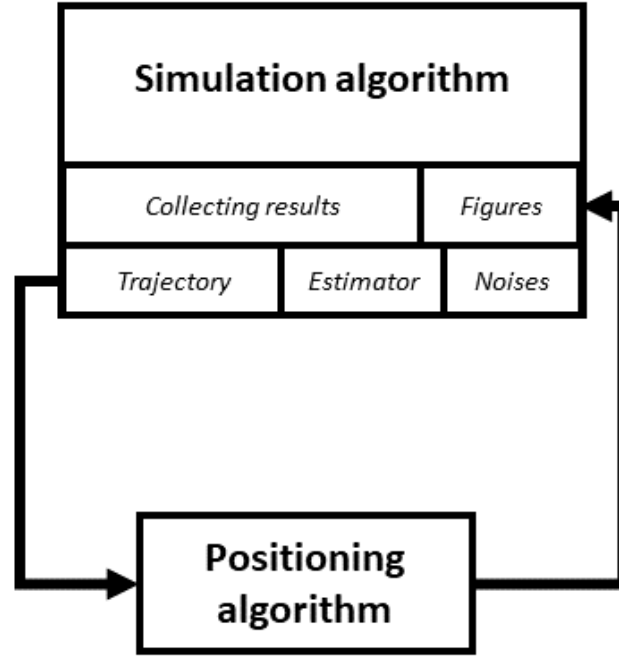 Simulation algorithm
Collecting results
Figures
Trajectory
Estimator
Noises
Positioning
algorithm